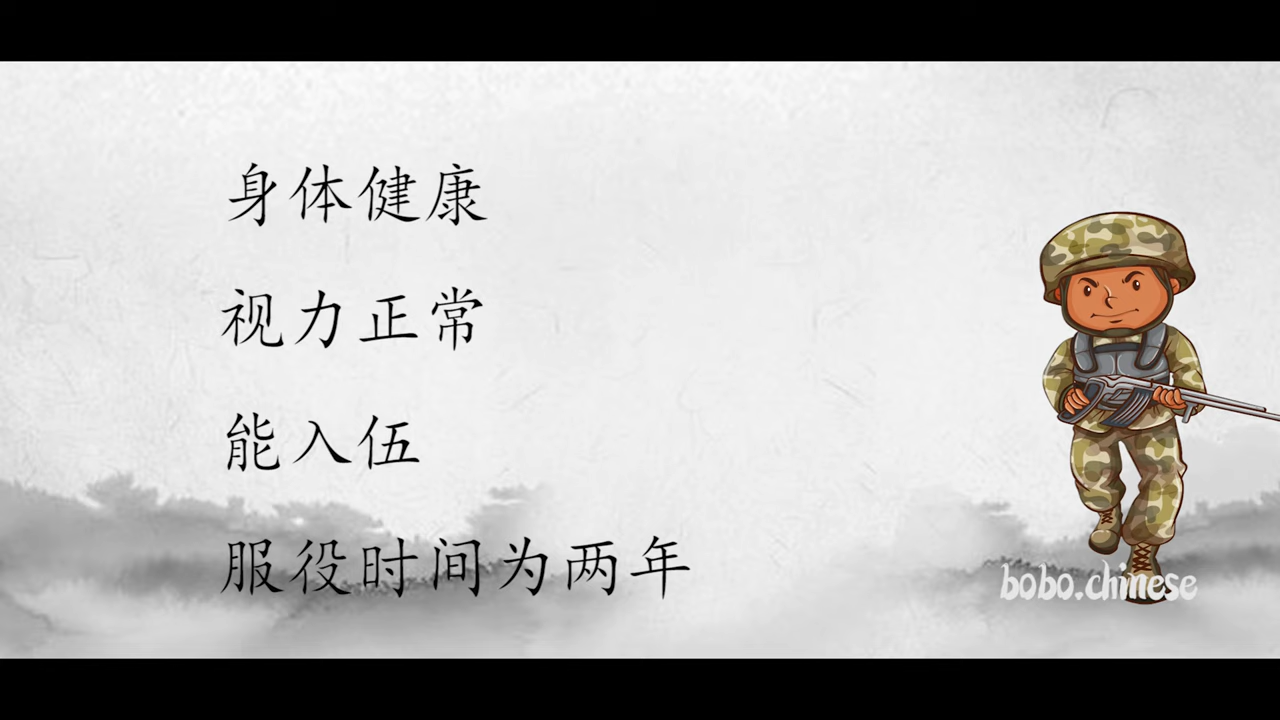 身体健康
视力正常
能入伍
服役时间为两年
bobo.chinese